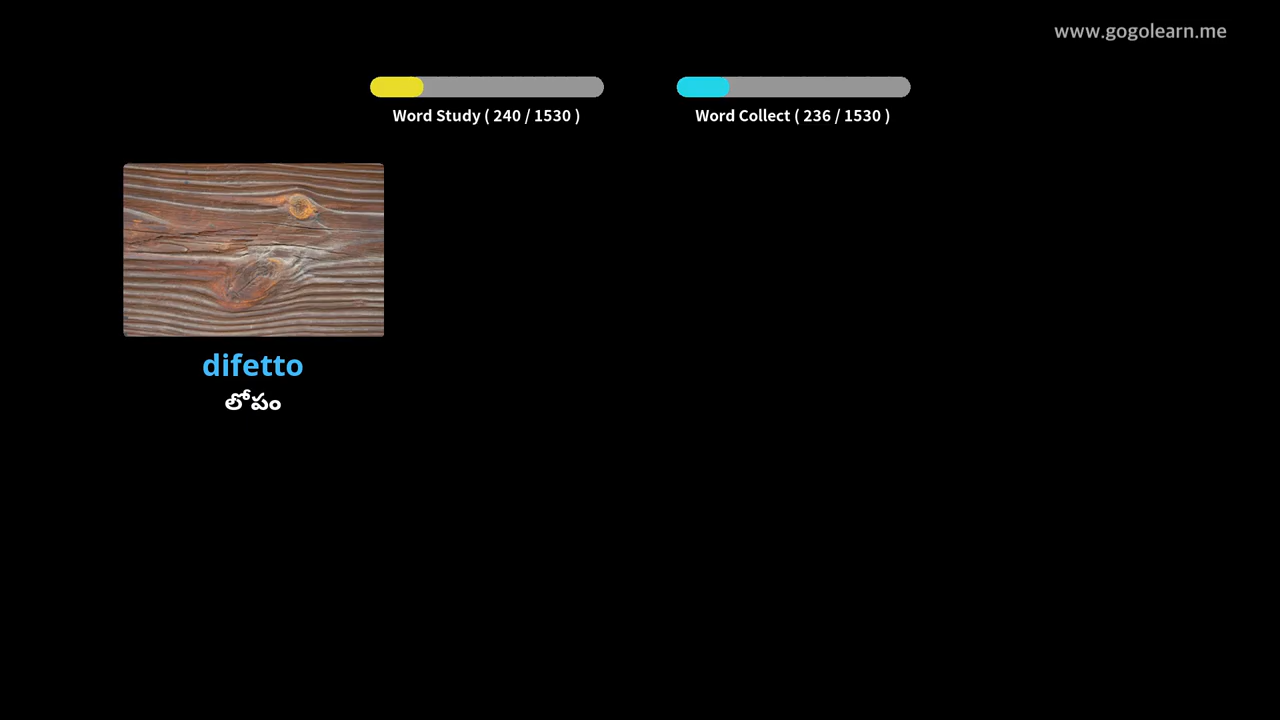 www.gogolearn.me
Word Study ( 240 / 1530 )
Word Collect ( 236 / 1530 )
difetto
లోపం